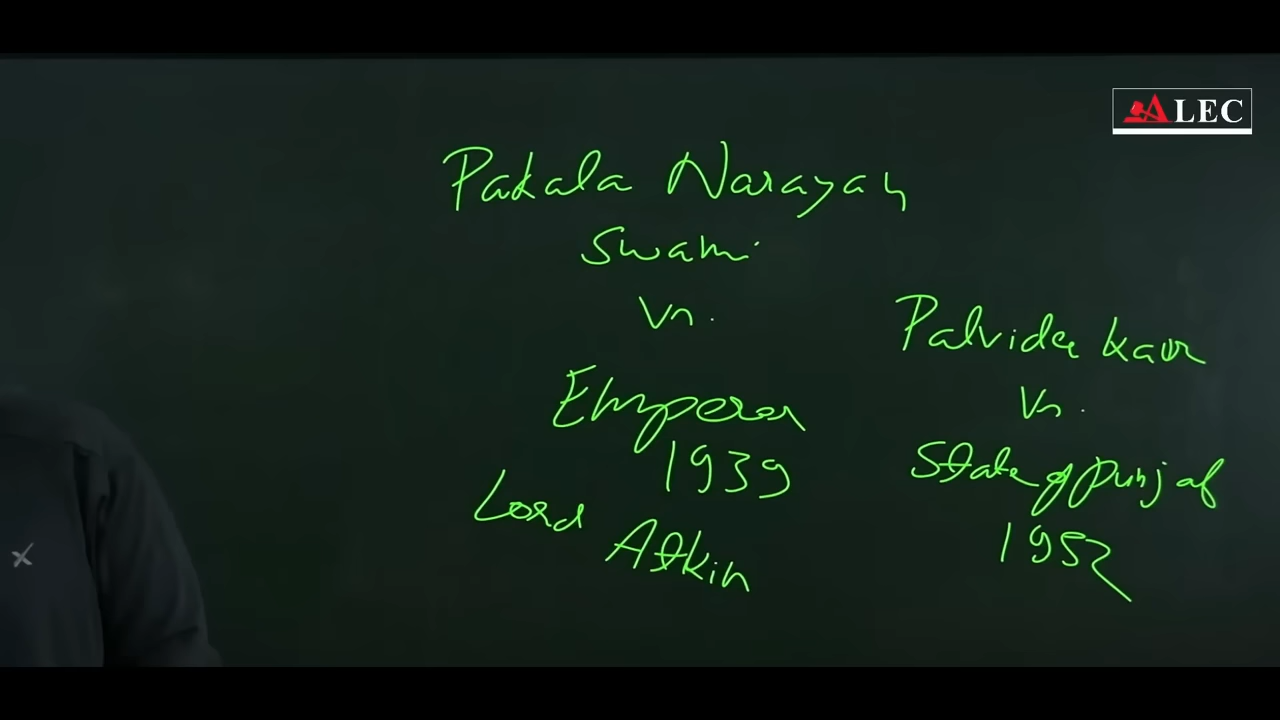 ALEC
Pakala Narayan
Swami
Vs.
Emperor
1939
Lord
Atkin
Palvider Kaur
Vs.
State of Punjab
1952